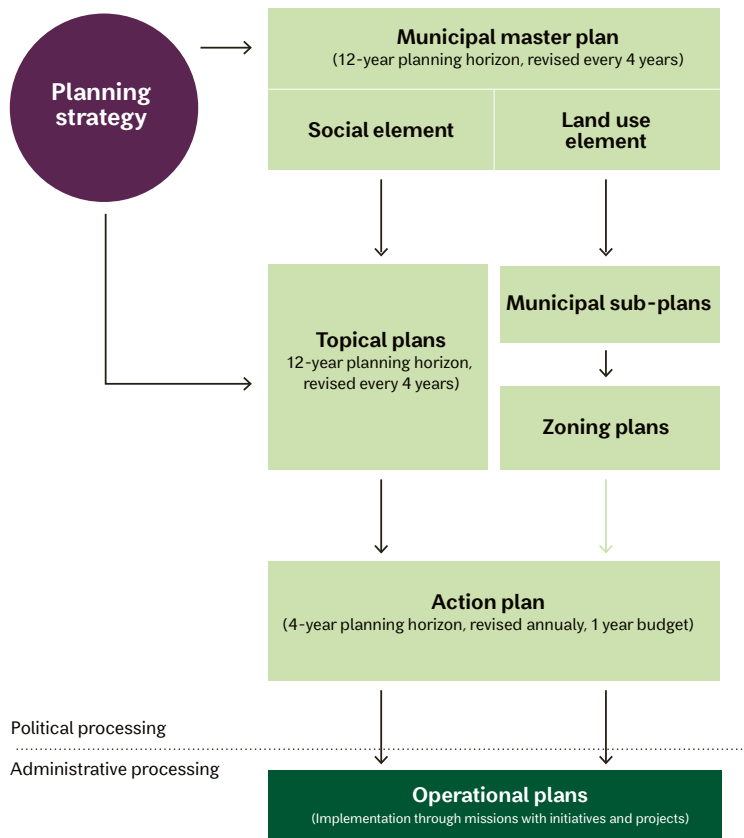 Planning
strategy
Municipal master plan
(12-year planning horizon, revised every 4 years)
Social element
Land use
element
Topical plans
12-year planning horizon,
revised every 4 years)
Municipal sub-plans
Zoning plans
Action plan
(4-year planning horizon, revised annualy, 1 year budget)
Political processing
Administrative processing
Operational plans
(Implementation through missions with initiatives and projects)